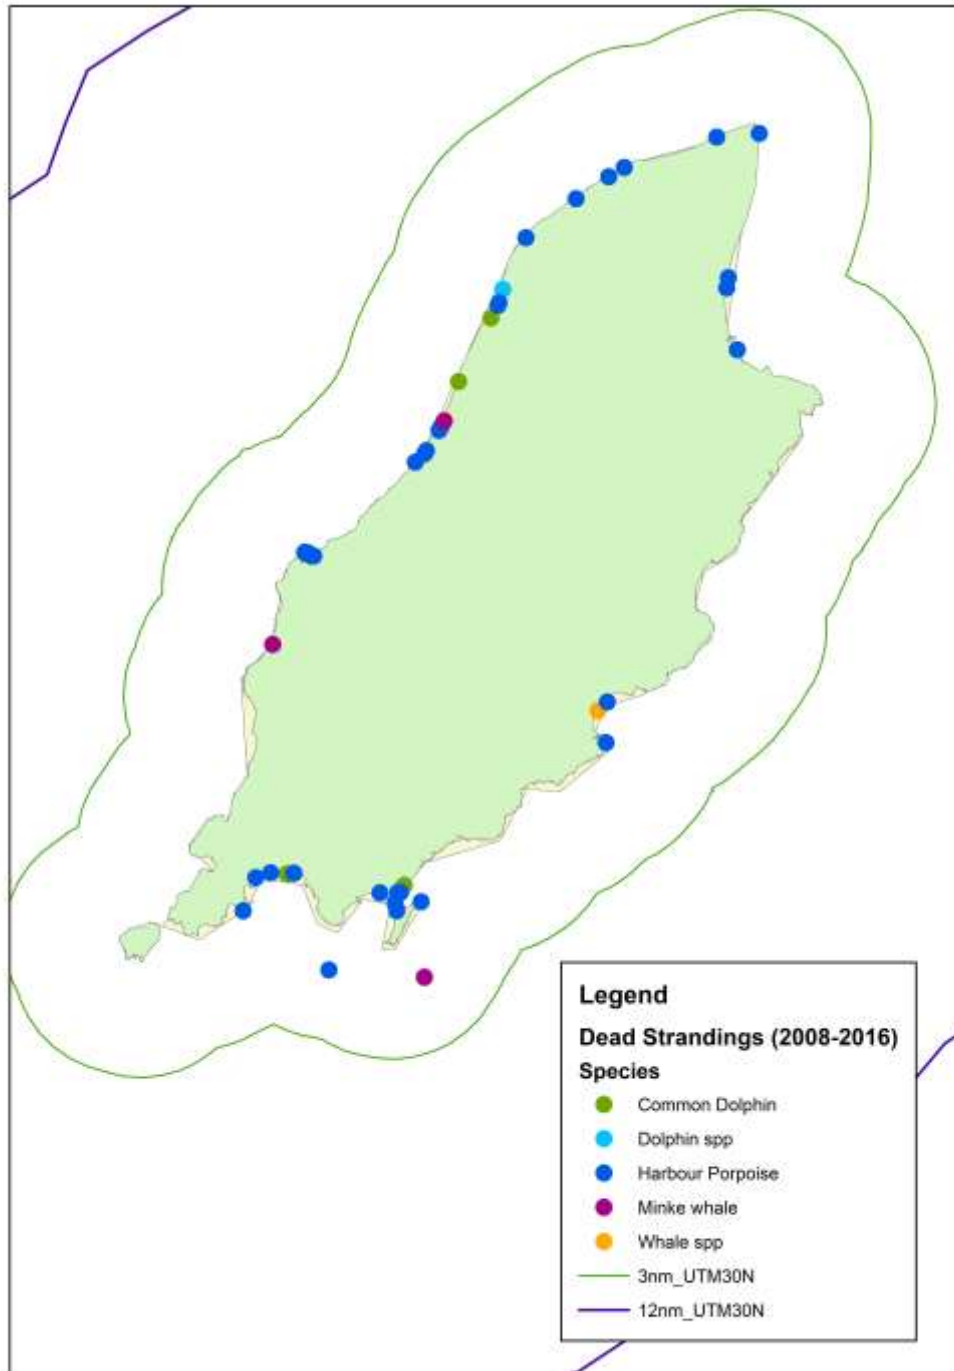 Legend
Dead Strandings (2008-2016)
Species
Common Dolphin
Dolphin spp
Harbour Porpoise
Minke whale
Whale spp
3nm_UTM30N
12nm_UTM30N